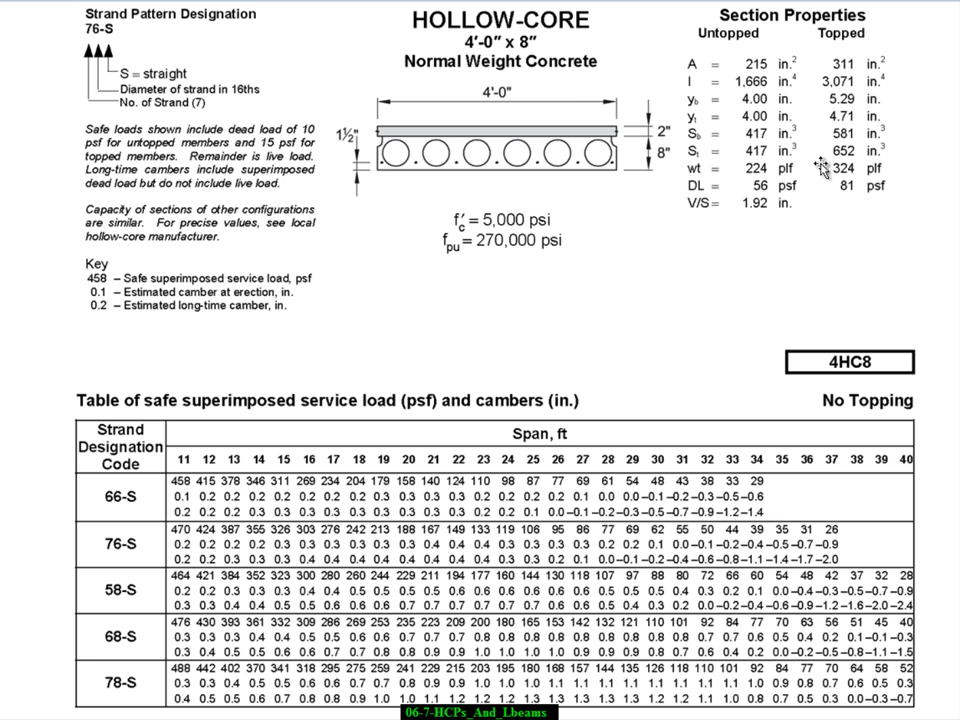 Strand Pattern Designation
76-S
S = straight
Diameter of strand in 16ths
No. of Strand (7)
Safe loads shown include dead load of 10
psf for untopped members and 15 psf for
topped members. Remainder is live load.
Long-time cambers include superimposed
dead load but do not include live load.
Capacity of sections of other configurations
are similar. For precise values, see local
hollow-core manufacturer.
Key
458 – Safe superimposed service load, psf
0.1 – Estimated camber at erection, in.
0.2 – Estimated long-time camber, in.
HOLLOW-CORE
4′-0″ x 8″
Normal Weight Concrete
4'-0"
1½"
2"
8"
f′c = 5,000 psi
fpu = 270,000 psi
Section Properties
Untopped Topped
A = 215 in.² 311 in.²
I = 1,666 in.⁴ 3,071 in.⁴
yb = 4.00 in. 5.29 in.
yt = 4.00 in. 4.71 in.
Sb = 417 in.³ 581 in.³
St = 417 in.³ 652 in.³
wt = 224 plf 324 plf
DL = 56 psf 81 psf
V/S = 1.92 in.
4HC8
Table of safe superimposed service load (psf) and cambers (in.) No Topping
Strand Designation Code
Span, ft
11 12 13 14 15 16 17 18 19 20 21 22 23 24 25 26 27 28 29 30 31 32 33 34 35 36 37 38 39 40
66-S
458 415 378 346 311 269 234 204 179 158 140 124 110 98 87 77 69 61 54 48 43 38 33 29
0.1 0.2 0.2 0.2 0.2 0.2 0.2 0.2 0.3 0.3 0.3 0.2 0.2 0.2 0.2 0.2 0.1 0.0 0.0 –0.1 –0.2 –0.3 –0.5 –0.6
0.2 0.2 0.2 0.2 0.2 0.3 0.3 0.3 0.3 0.3 0.2 0.2 0.2 0.1 0.1 0.0 –0.1 –0.2 –0.3 –0.5 –0.7 –0.9 –1.2 –1.4
76-S
470 424 387 355 326 303 276 242 213 188 167 149 133 119 106 95 86 77 69 62 55 50 44 39 35 31 26
0.2 0.2 0.2 0.2 0.3 0.3 0.3 0.3 0.3 0.3 0.4 0.4 0.4 0.3 0.3 0.3 0.3 0.2 0.2 0.1 0.0 –0.1 –0.2 –0.4 –0.5 –0.7 –0.9
0.2 0.2 0.3 0.3 0.3 0.4 0.4 0.4 0.4 0.4 0.4 0.4 0.4 0.3 0.3 0.2 0.1 0.0 –0.1 –0.2 –0.4 –0.6 –0.8 –1.1 –1.4 –1.7 –2.0
58-S
464 421 384 352 323 300 280 260 244 229 211 194 177 160 144 130 118 107 97 88 80 72 66 60 54 48 42 37 32 28
0.2 0.2 0.3 0.3 0.3 0.4 0.4 0.5 0.5 0.5 0.5 0.6 0.6 0.6 0.6 0.6 0.6 0.5 0.5 0.5 0.4 0.3 0.2 0.1 0.0 –0.4 –0.3 –0.5 –0.7 –0.9
0.3 0.3 0.4 0.4 0.5 0.5 0.6 0.6 0.6 0.7 0.7 0.7 0.7 0.7 0.6 0.6 0.5 0.4 0.3 0.2 0.0 –0.2 –0.4 –0.6 –0.9 –1.2 –1.6 –2.0 –2.4
68-S
476 430 393 361 332 309 286 269 253 235 223 209 200 180 165 153 142 132 121 110 101 92 84 77 70 63 56 51 45 40
0.3 0.3 0.3 0.4 0.4 0.5 0.5 0.6 0.6 0.7 0.7 0.7 0.8 0.8 0.8 0.8 0.8 0.8 0.8 0.8 0.8 0.7 0.7 0.6 0.5 0.4 0.2 0.1 –0.1 –0.3
0.3 0.4 0.5 0.5 0.6 0.6 0.7 0.7 0.8 0.8 0.9 0.9 1.0 1.0 1.0 1.0 0.9 0.9 0.9 0.8 0.7 0.6 0.4 0.2 0.0 –0.2 –0.5 –0.8 –1.1 –1.5
78-S
488 442 402 370 341 318 295 275 259 241 229 215 203 195 180 168 157 144 135 126 118 110 101 92 84 77 70 64 58 52
0.3 0.3 0.4 0.5 0.5 0.6 0.6 0.7 0.7 0.8 0.9 0.9 1.0 1.0 1.0 1.1 1.1 1.1 1.1 1.1 1.1 1.1 1.0 1.0 0.9 0.8 0.7 0.6 0.5 0.3
0.4 0.5 0.5 0.6 0.7 0.8 0.8 0.9 1.0 1.0 1.1 1.2 1.2 1.2 1.3 1.3 1.3 1.3 1.3 1.2 1.2 1.1 1.0 0.8 0.7 0.5 0.3 0.0 –0.3 –0.7
06-7-HCPs_And_Lbeams